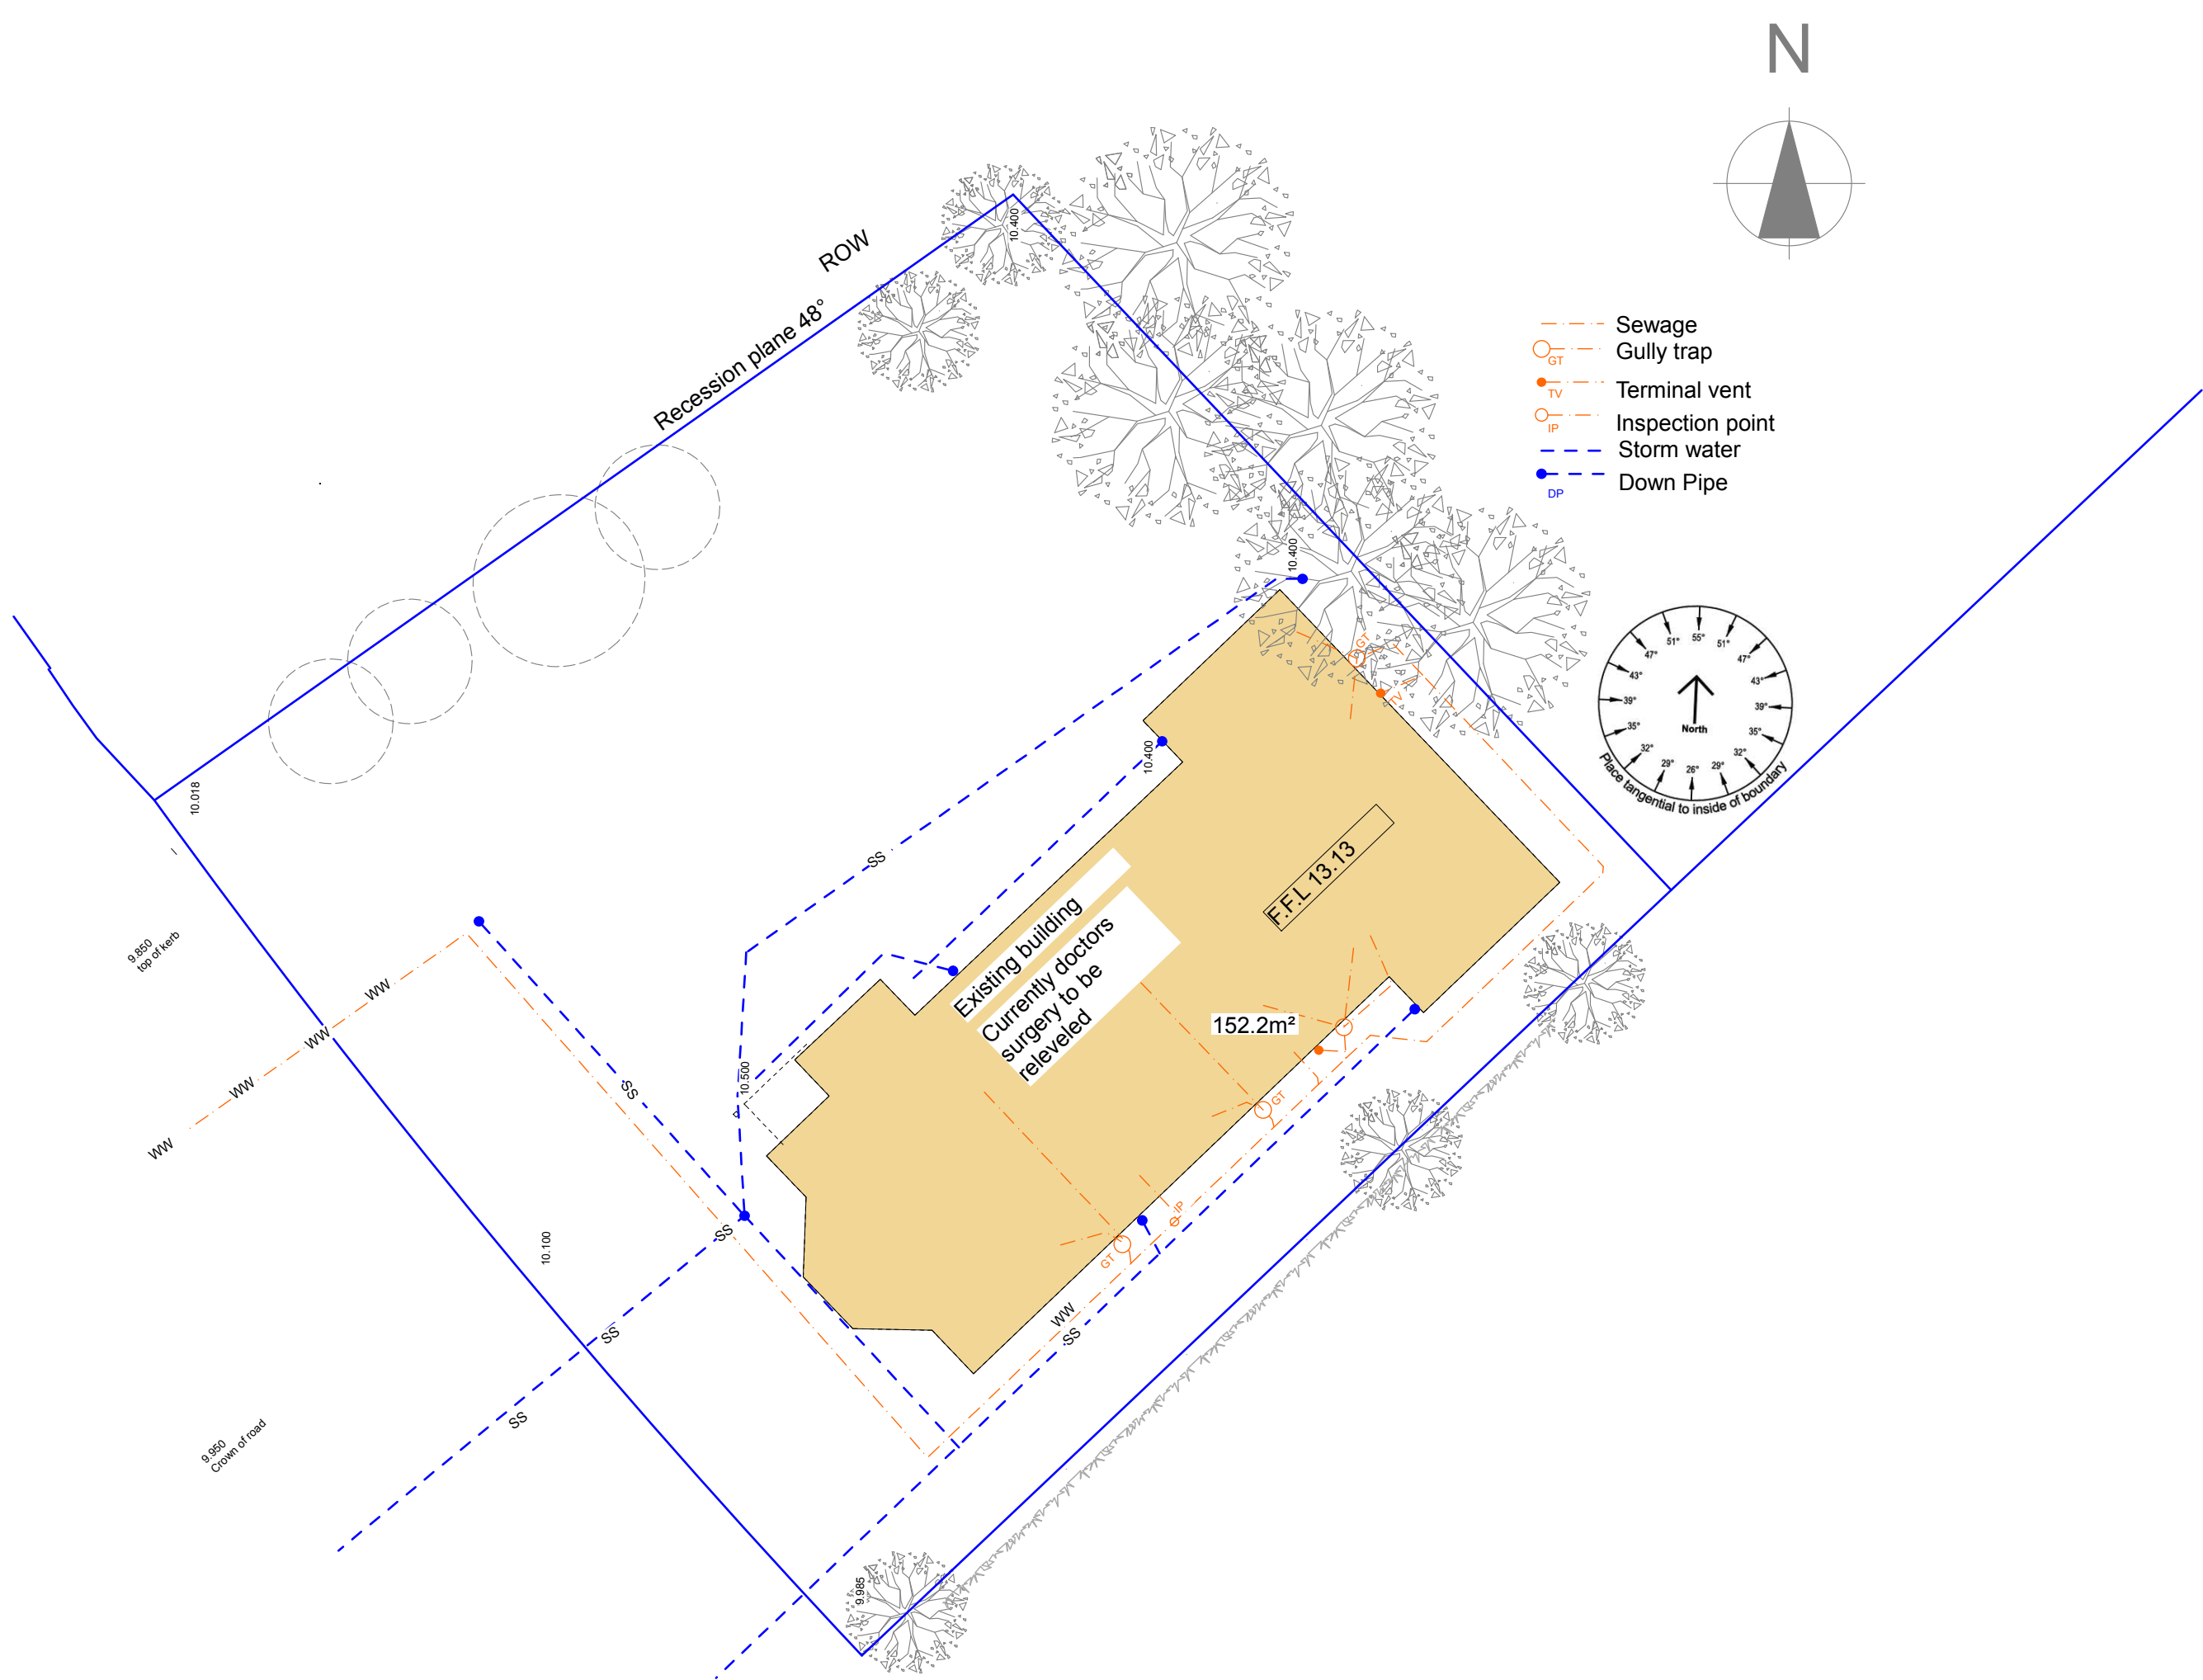 N
ROW
10.400
Recession plane 48°
Sewage
GT
Gully trap
TV
Terminal vent
IP
Inspection point
Storm water
DP
Down Pipe
10.400
GT
TV
51°
55°
51°
47°
47°
43°
43°
39°
39°
35°
35°
32°
32°
29°
26°
29°
North
Place tangential to inside of boundary
10.018
10.400
SS
F.F.L 13.13
9.850
top of kerb
Existing building
Currently doctors
surgery to be
releveled
WW
WW
WW
WW
152.2m²
10.500
SS
GT
IP
GT
SS
10.100
WW
SS
SS
SS
9.950
Crown of road
9.985